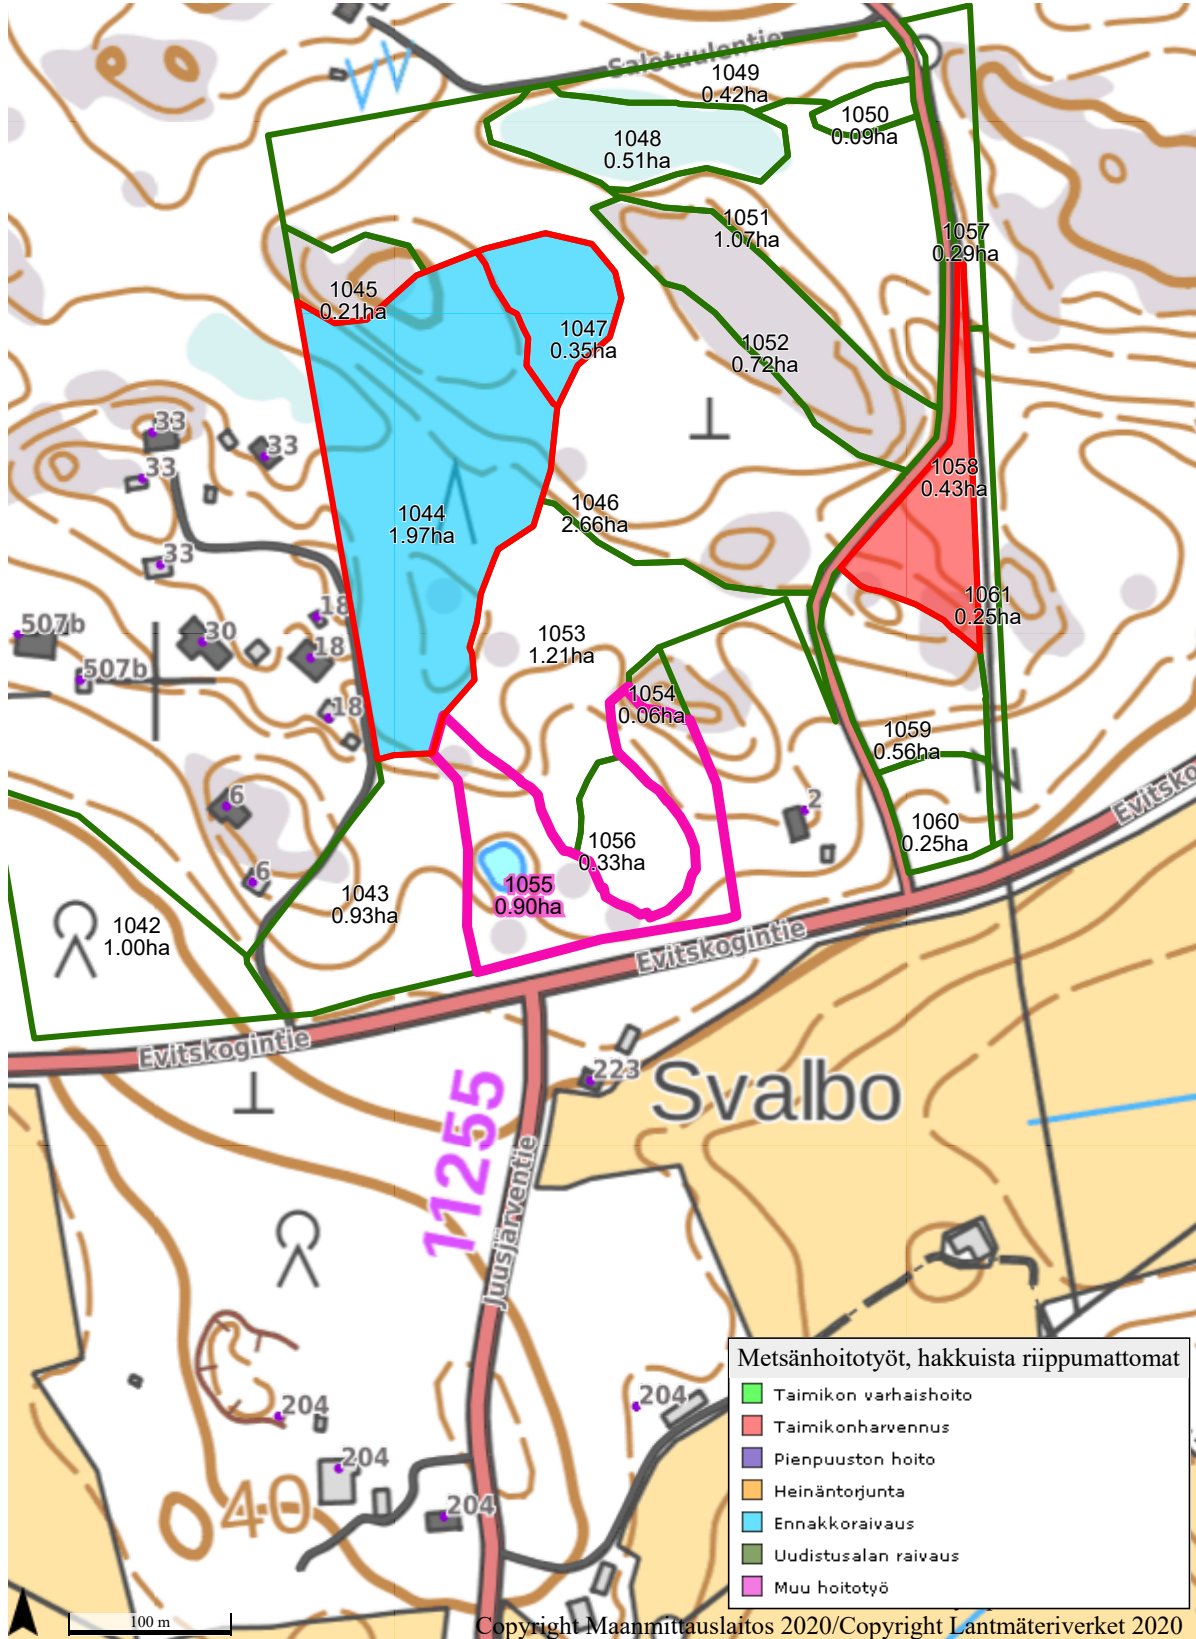 Salotuulentie
1049
0.42ha
1050
0.09ha
1048
0.51ha
1051
1.07ha
1057
0.29ha
1045
0.21ha
1047
0.35ha
1052
0.72ha
33
33
33
1058
0.43ha
1044
1.97ha
1046
2.66ha
18
1061
0.25ha
507b
30
18
1053
1.21ha
507b
18
1054
0.06ha
1059
0.56ha
6
2
1060
0.25ha
1056
0.33ha
6
1055
0.90ha
1043
0.93ha
1042
1.00ha
Evitskogintie
Evitskogintie
Evitsko
223
Svalbo
11255
Juusjärventie
204
204
204
204
40
Metsänhoitotyöt, hakkuista riippumattomat
Taimikon varhaishoito
Taimikonharvennus
Pienpuuston hoito
Heinäntorjunta
Ennakkoraivaus
Uudistusalan raivaus
Muu hoitotyö
100 m
Copyright Maanmittauslaitos 2020/Copyright Lantmäteriverket 2020